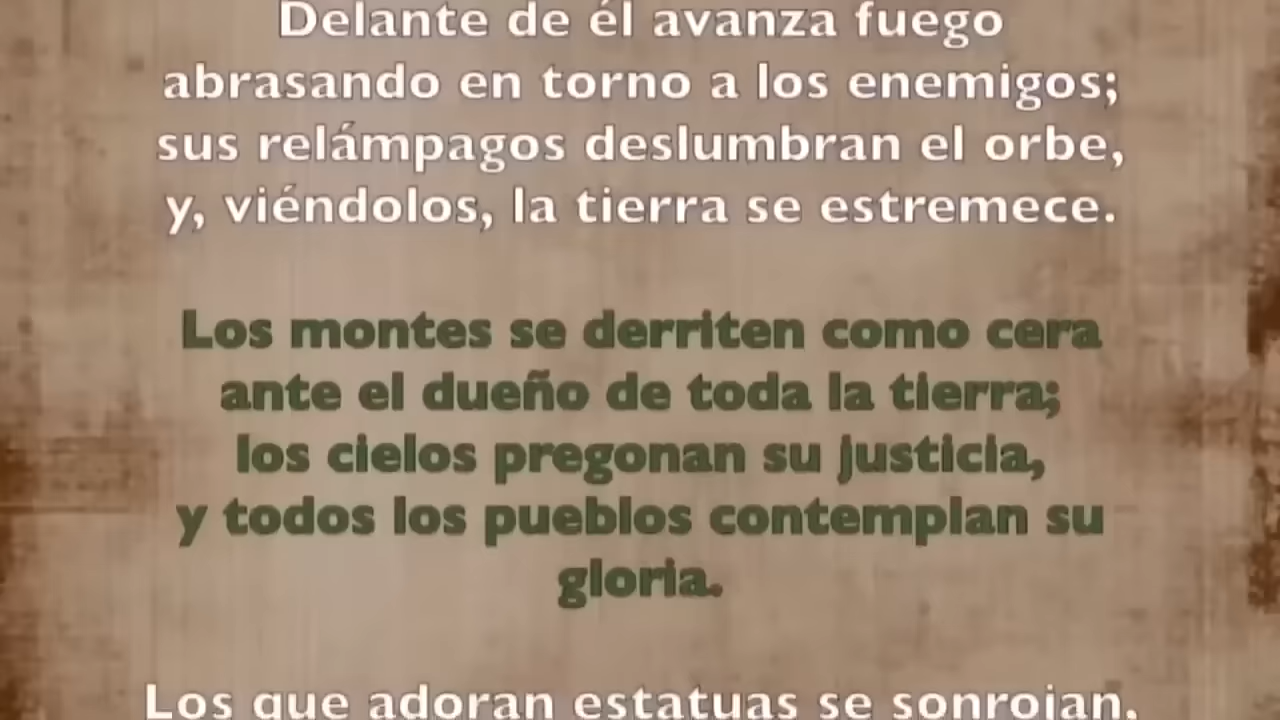 Delante de él avanza fuego
abrasando en torno a los enemigos;
sus relámpagos deslumbran el orbe,
y, viéndolos, la tierra se estremece.
Los montes se derriten como cera
ante el dueño de toda la tierra;
los cielos pregonan su justicia,
y todos los pueblos contemplan su
gloria.
Los que adoran estatuas se sonrojan,